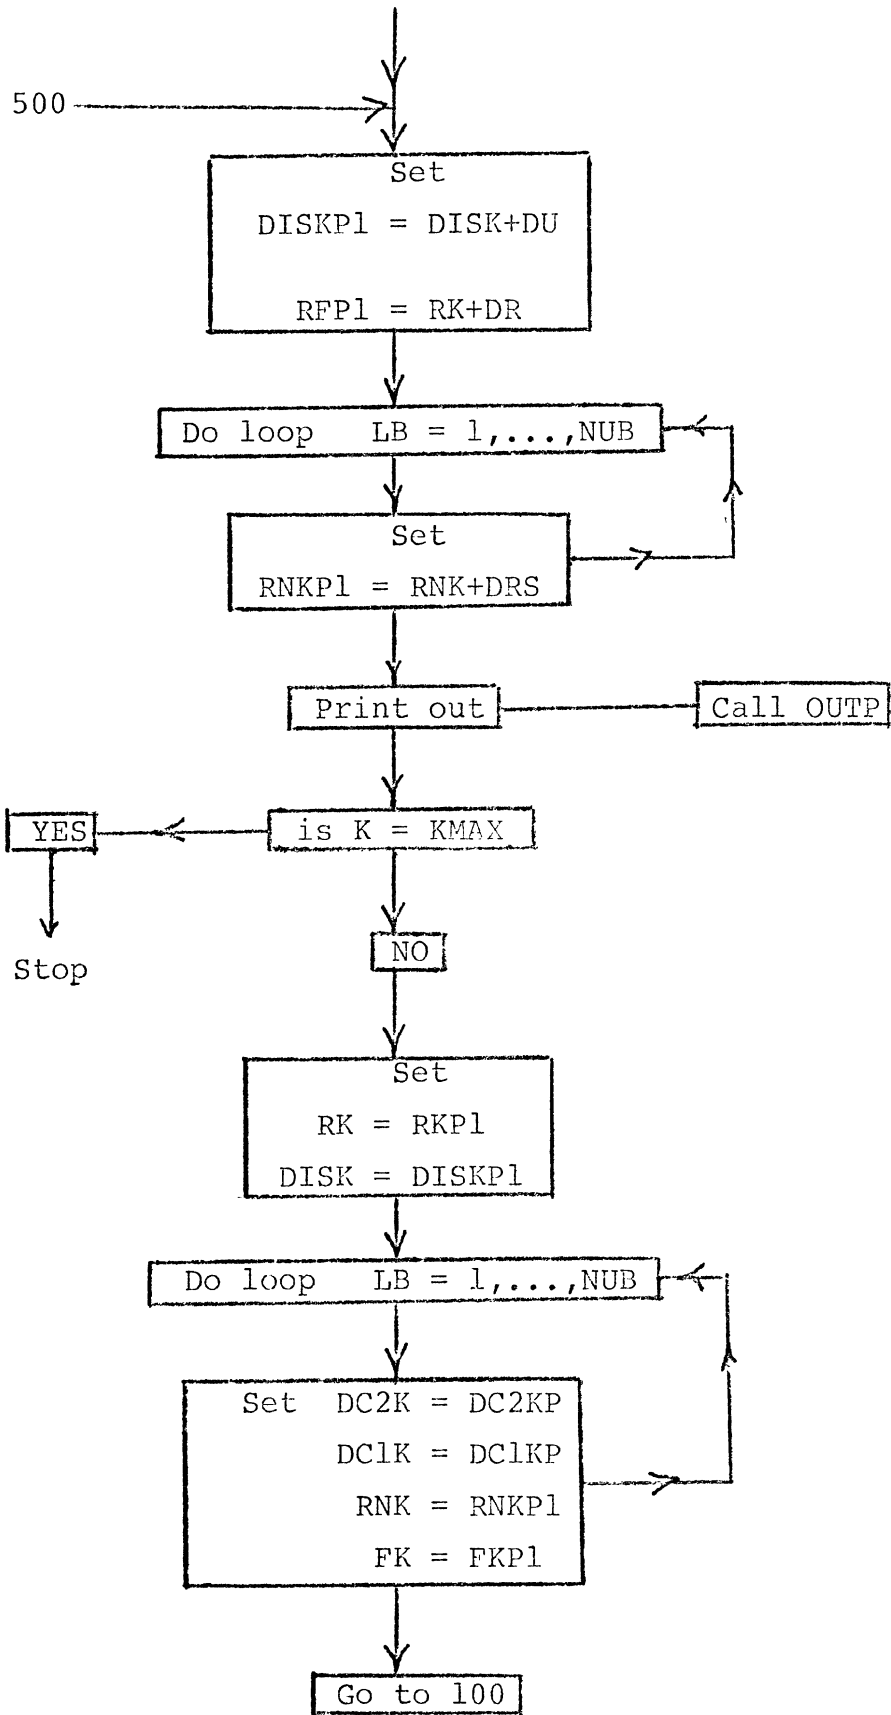 500
Set
DISKP1 = DISK+DU
RFP1 = RK+DR
Do loop LB = 1,...,NUB
Set
RNKP1 = RNK+DRS
Print out
Call OUTP
YES
is K = KMAX
Stop
NO
Set
RK = RKP1
DISK = DISKP1
Do loop LB = 1,...,NUB
Set DC2K = DC2KP
DC1K = DC1KP
RNK = RNKP1
FK = FKP1
Go to 100